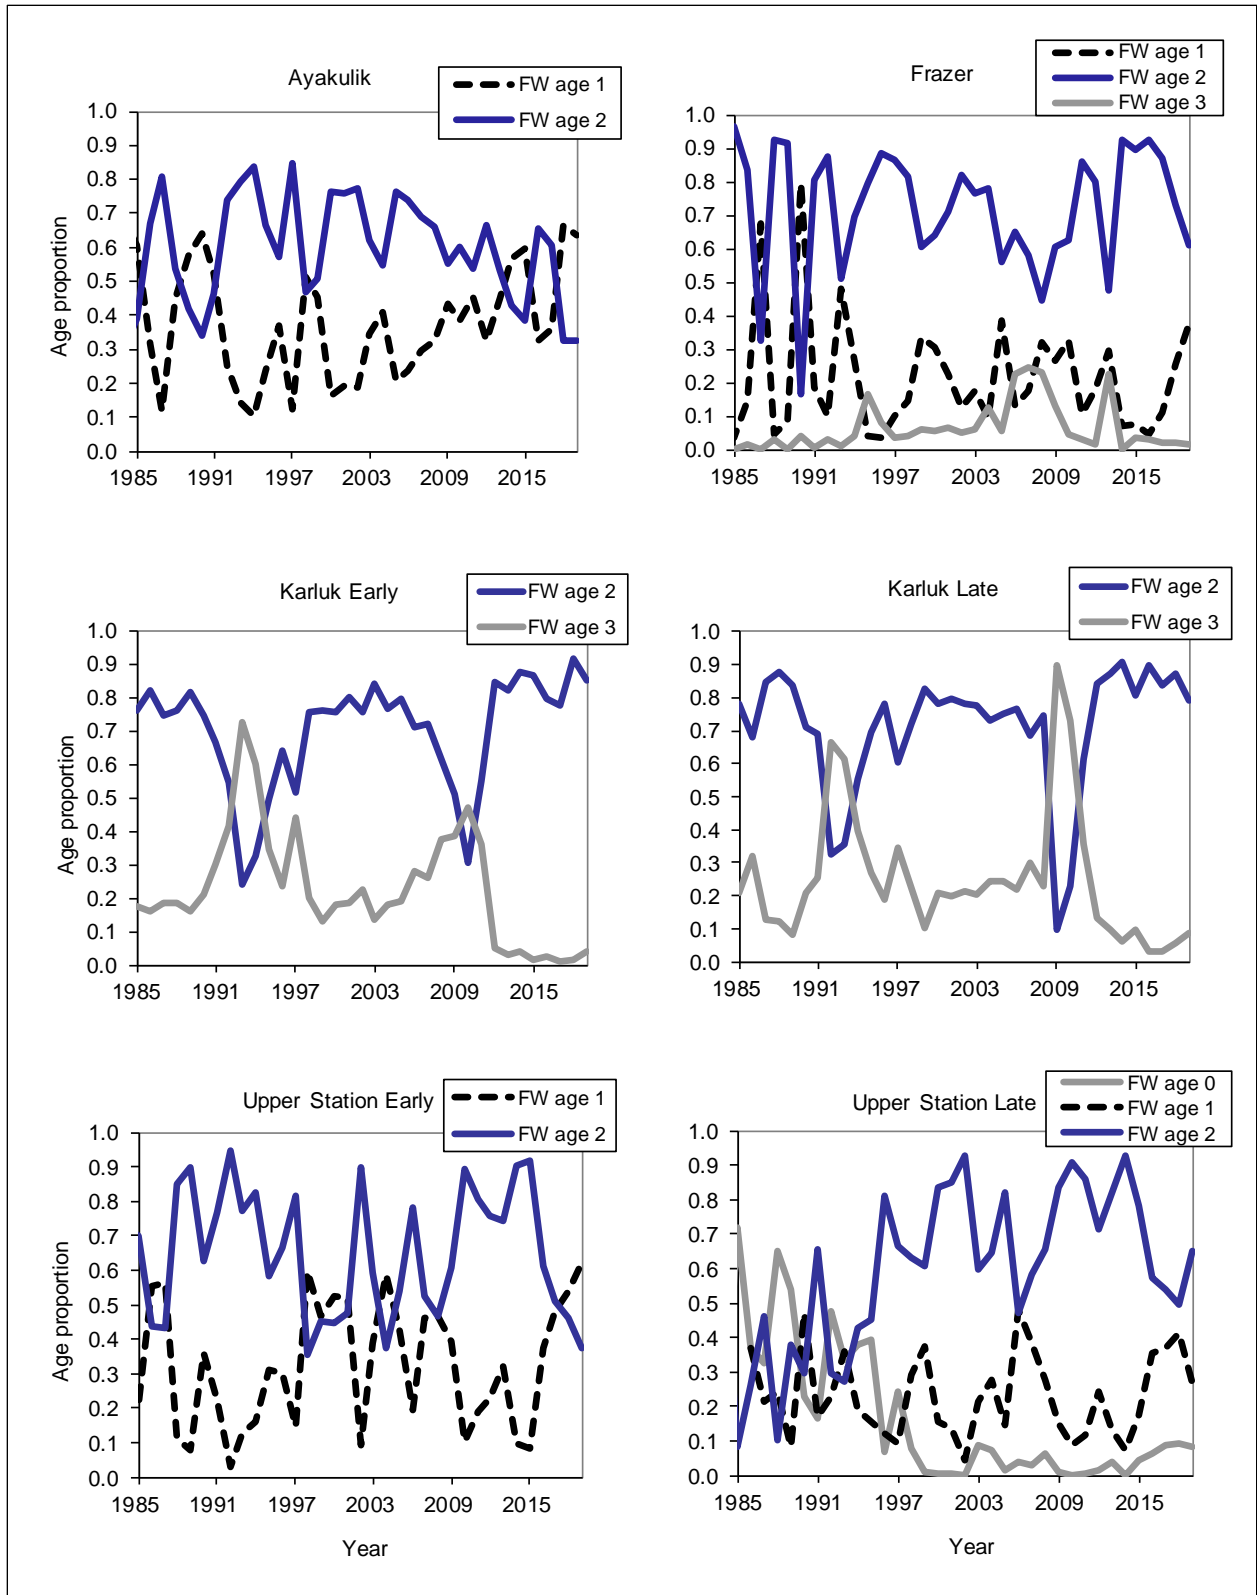 Ayakulik
FW age 1
FW age 2
Age proportion
1.0
0.9
0.8
0.7
0.6
0.5
0.4
0.3
0.2
0.1
0.0
1985 1991 1997 2003 2009 2015
Frazer
FW age 1
FW age 2
FW age 3
1.0
0.9
0.8
0.7
0.6
0.5
0.4
0.3
0.2
0.1
0.0
1985 1991 1997 2003 2009 2015
Karluk Early
FW age 2
FW age 3
Age proportion
1.0
0.9
0.8
0.7
0.6
0.5
0.4
0.3
0.2
0.1
0.0
1985 1991 1997 2003 2009 2015
Karluk Late
FW age 2
FW age 3
1.0
0.9
0.8
0.7
0.6
0.5
0.4
0.3
0.2
0.1
0.0
1985 1991 1997 2003 2009 2015
Upper Station Early
FW age 1
FW age 2
Age proportion
1.0
0.9
0.8
0.7
0.6
0.5
0.4
0.3
0.2
0.1
0.0
1985 1991 1997 2003 2009 2015
Year
Upper Station Late
FW age 0
FW age 1
FW age 2
1.0
0.9
0.8
0.7
0.6
0.5
0.4
0.3
0.2
0.1
0.0
1985 1991 1997 2003 2009 2015
Year